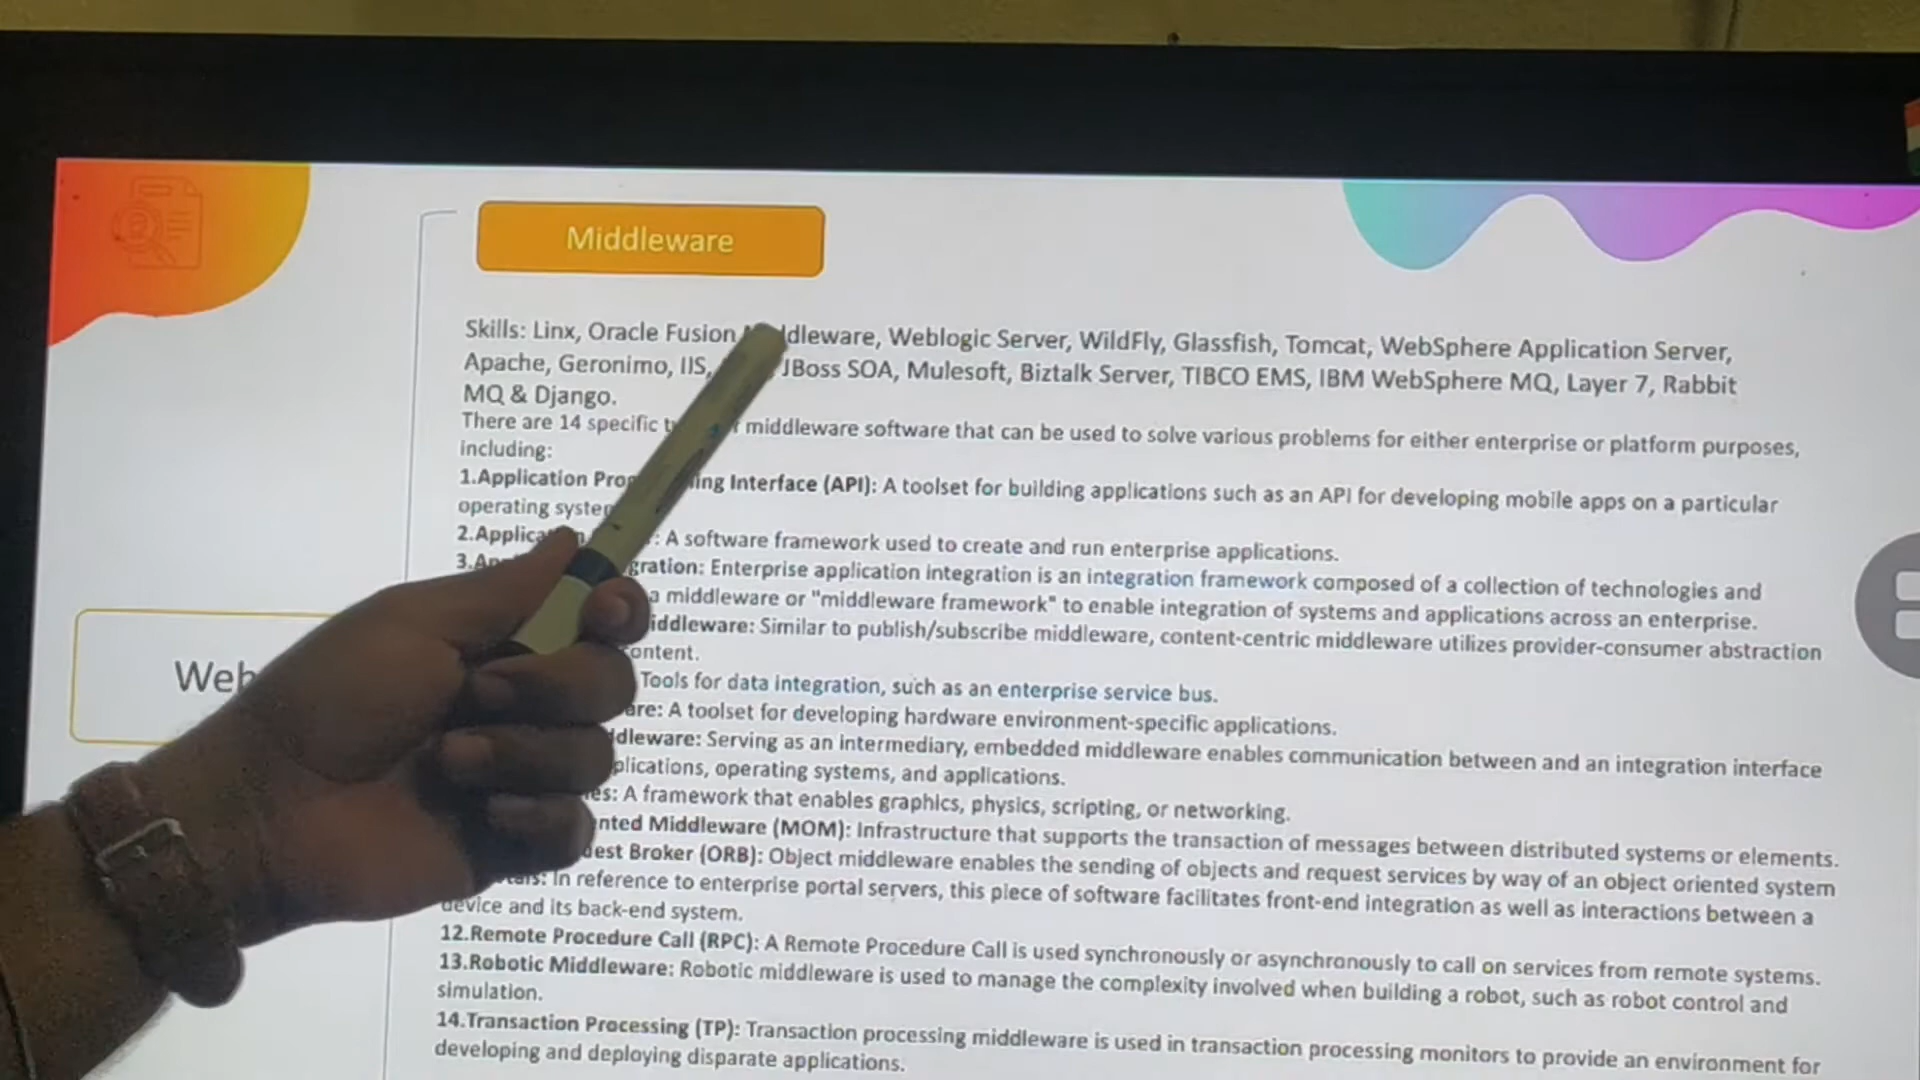 Middleware
Skills: Linx, Oracle Fusion dleware, Weblogic Server, WildFly, Glassfish, Tomcat, WebSphere Application Server,
Apache, Geronimo, IIS, JBoss SOA, Mulesoft, Biztalk Server, TIBCO EMS, IBM WebSphere MQ, Layer 7, Rabbit
MQ & Django.
There are 14 specific middleware software that can be used to solve various problems for either enterprise or platform purposes,
including:
1.Application Pro ing Interface (API): A toolset for building applications such as an API for developing mobile apps on a particular
operating system
2.Applica : A software framework used to create and run enterprise applications.
3.Ap gration: Enterprise application integration is an integration framework composed of a collection of technologies and
a middleware or "middleware framework" to enable integration of systems and applications across an enterprise.
iddleware: Similar to publish/subscribe middleware, content-centric middleware utilizes provider-consumer abstraction
content.
Tools for data integration, such as an enterprise service bus.
are: A toolset for developing hardware environment-specific applications.
dleware: Serving as an intermediary, embedded middleware enables communication between and an integration interface
plications, operating systems, and applications.
es: A framework that enables graphics, physics, scripting, or networking.
nted Middleware (MOM): Infrastructure that supports the transaction of messages between distributed systems or elements.
uest Broker (ORB): Object middleware enables the sending of objects and request services by way of an object oriented system
tals: In reference to enterprise portal servers, this piece of software facilitates front-end integration as well as interactions between a
device and its back-end system.
12.Remote Procedure Call (RPC): A Remote Procedure Call is used synchronously or asynchronously to call on services from remote systems.
13.Robotic Middleware: Robotic middleware is used to manage the complexity involved when building a robot, such as robot control and
simulation.
14.Transaction Processing (TP): Transaction processing middleware is used in transaction processing monitors to provide an environment for
developing and deploying disparate applications.
Web